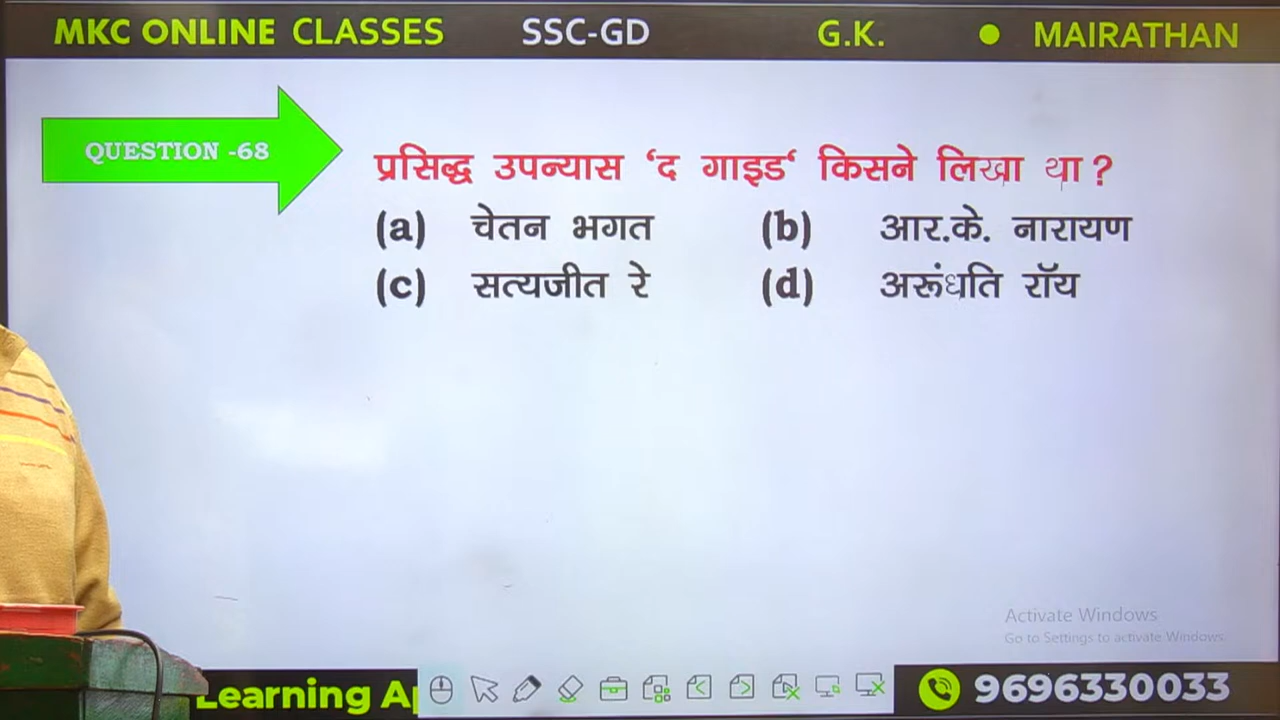 MKC ONLINE CLASSES SSC-GD G.K. MAIRATHAN
QUESTION -68
प्रसिद्ध उपन्यास ‘द गाइड‘ किसने लिखा था?
(a) चेतन भगत (b) आर.के. नारायण
(c) सत्यजीत रे (d) अरूंधति रॉय
Activate Windows
Go to Settings to activate Windows.
Learning Ap
9696330033